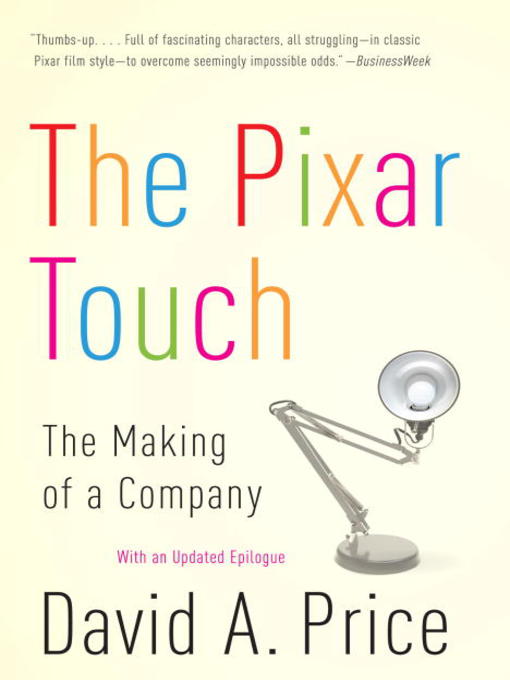 "Thumbs-up. . . . Full of fascinating characters, all struggling—in classic
Pixar film style—to overcome seemingly impossible odds." —BusinessWeek
The Pixar
Touch
The Making
of a Company
With an Updated Epilogue
David A. Price